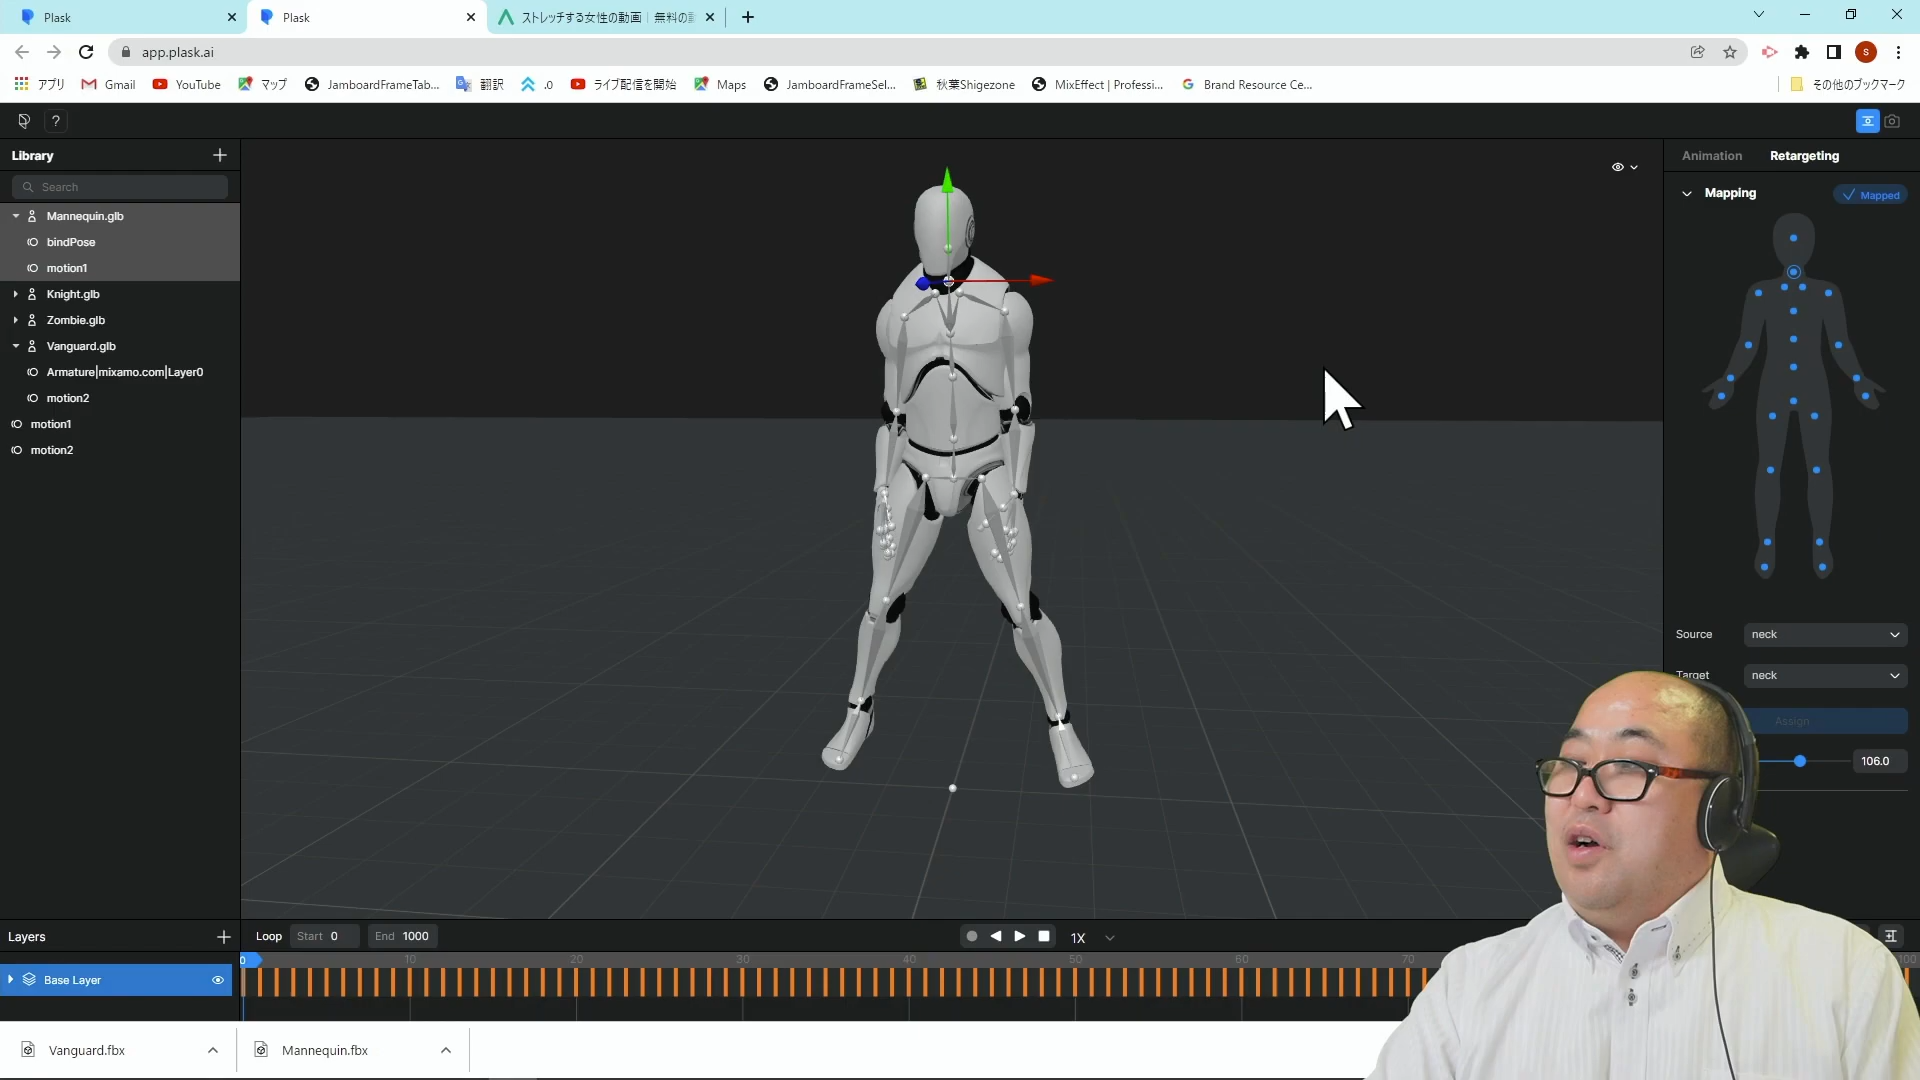 Plask
Plask
ストレッチする女性の動画｜無料の
app.plask.ai
S
アプリ
Gmail
YouTube
マップ
JamboardFrameTab...
翻訳
.0
ライブ配信を開始
Maps
JamboardFrameSel...
秋葉Shigezone
MixEffect | Professi...
Brand Resource Ce...
その他のブックマーク
?
Library
Search
Mannequin.glb
bindPose
motion1
Knight.glb
Zombie.glb
Vanguard.glb
Armature|mixamo.com|Layer0
motion2
motion1
motion2
Animation
Retargeting
Mapping
Mapped
Source
neck
Target
neck
Assign
106.0
Layers
Loop
Start 0
End 1000
1X
Base Layer
0
10
20
30
40
50
60
70
100
Vanguard.fbx
Mannequin.fbx